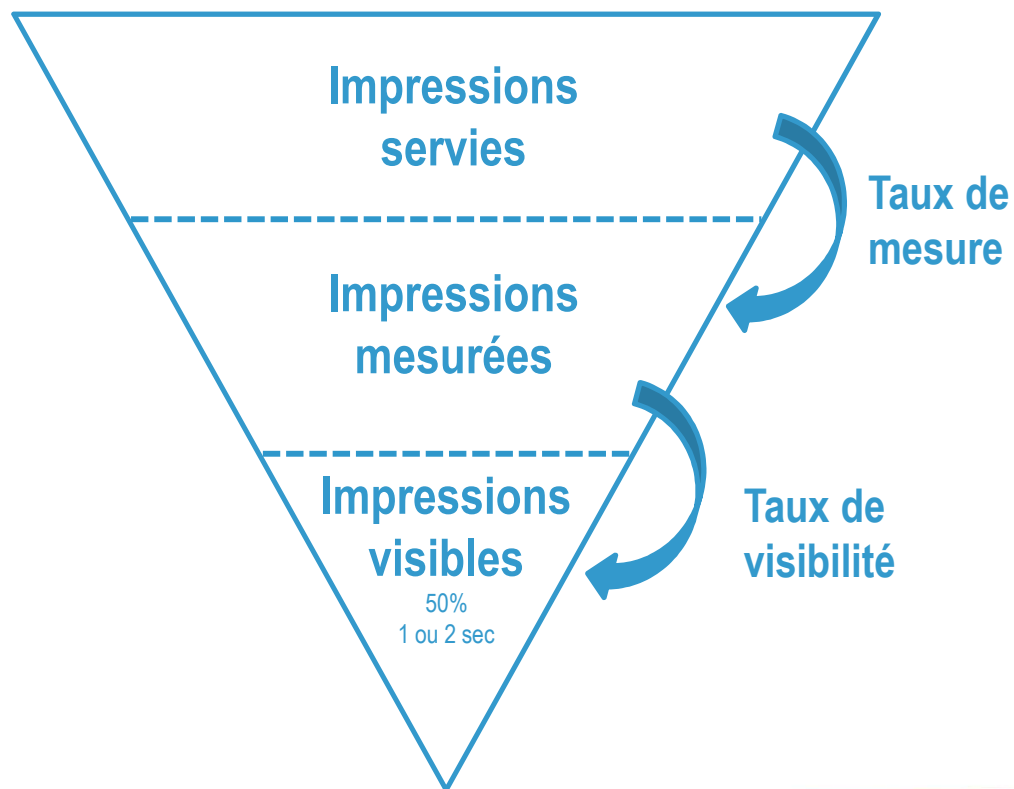 Impressions
servies
Taux de
mesure
Impressions
mesurées
Impressions
visibles
50%
1 ou 2 sec
Taux de
visibilité